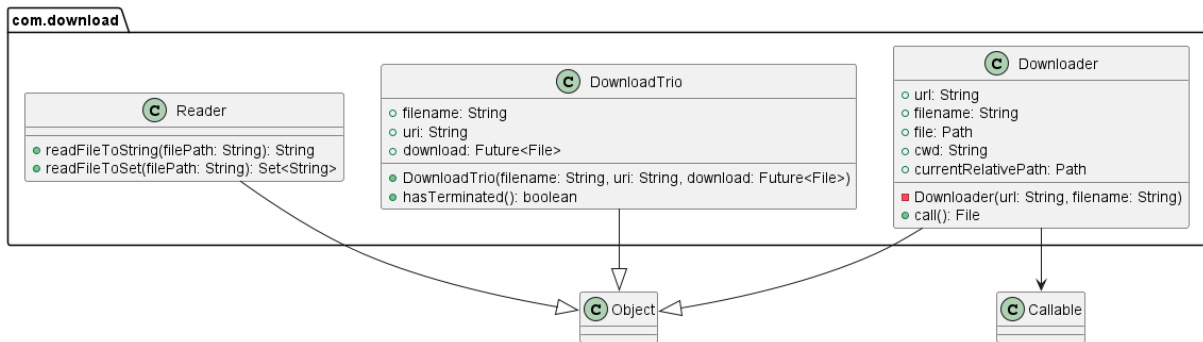 com.download
C Reader
readFileToString(filePath: String): String
readFileToSet(filePath: String): Set<String>
C DownloadTrio
filename: String
uri: String
download: Future<File>
DownloadTrio(filename: String, uri: String, download: Future<File>)
hasTerminated(): boolean
C Downloader
url: String
filename: String
file: Path
cwd: String
currentRelativePath: Path
Downloader(url: String, filename: String)
call(): File
C Object
C Callable